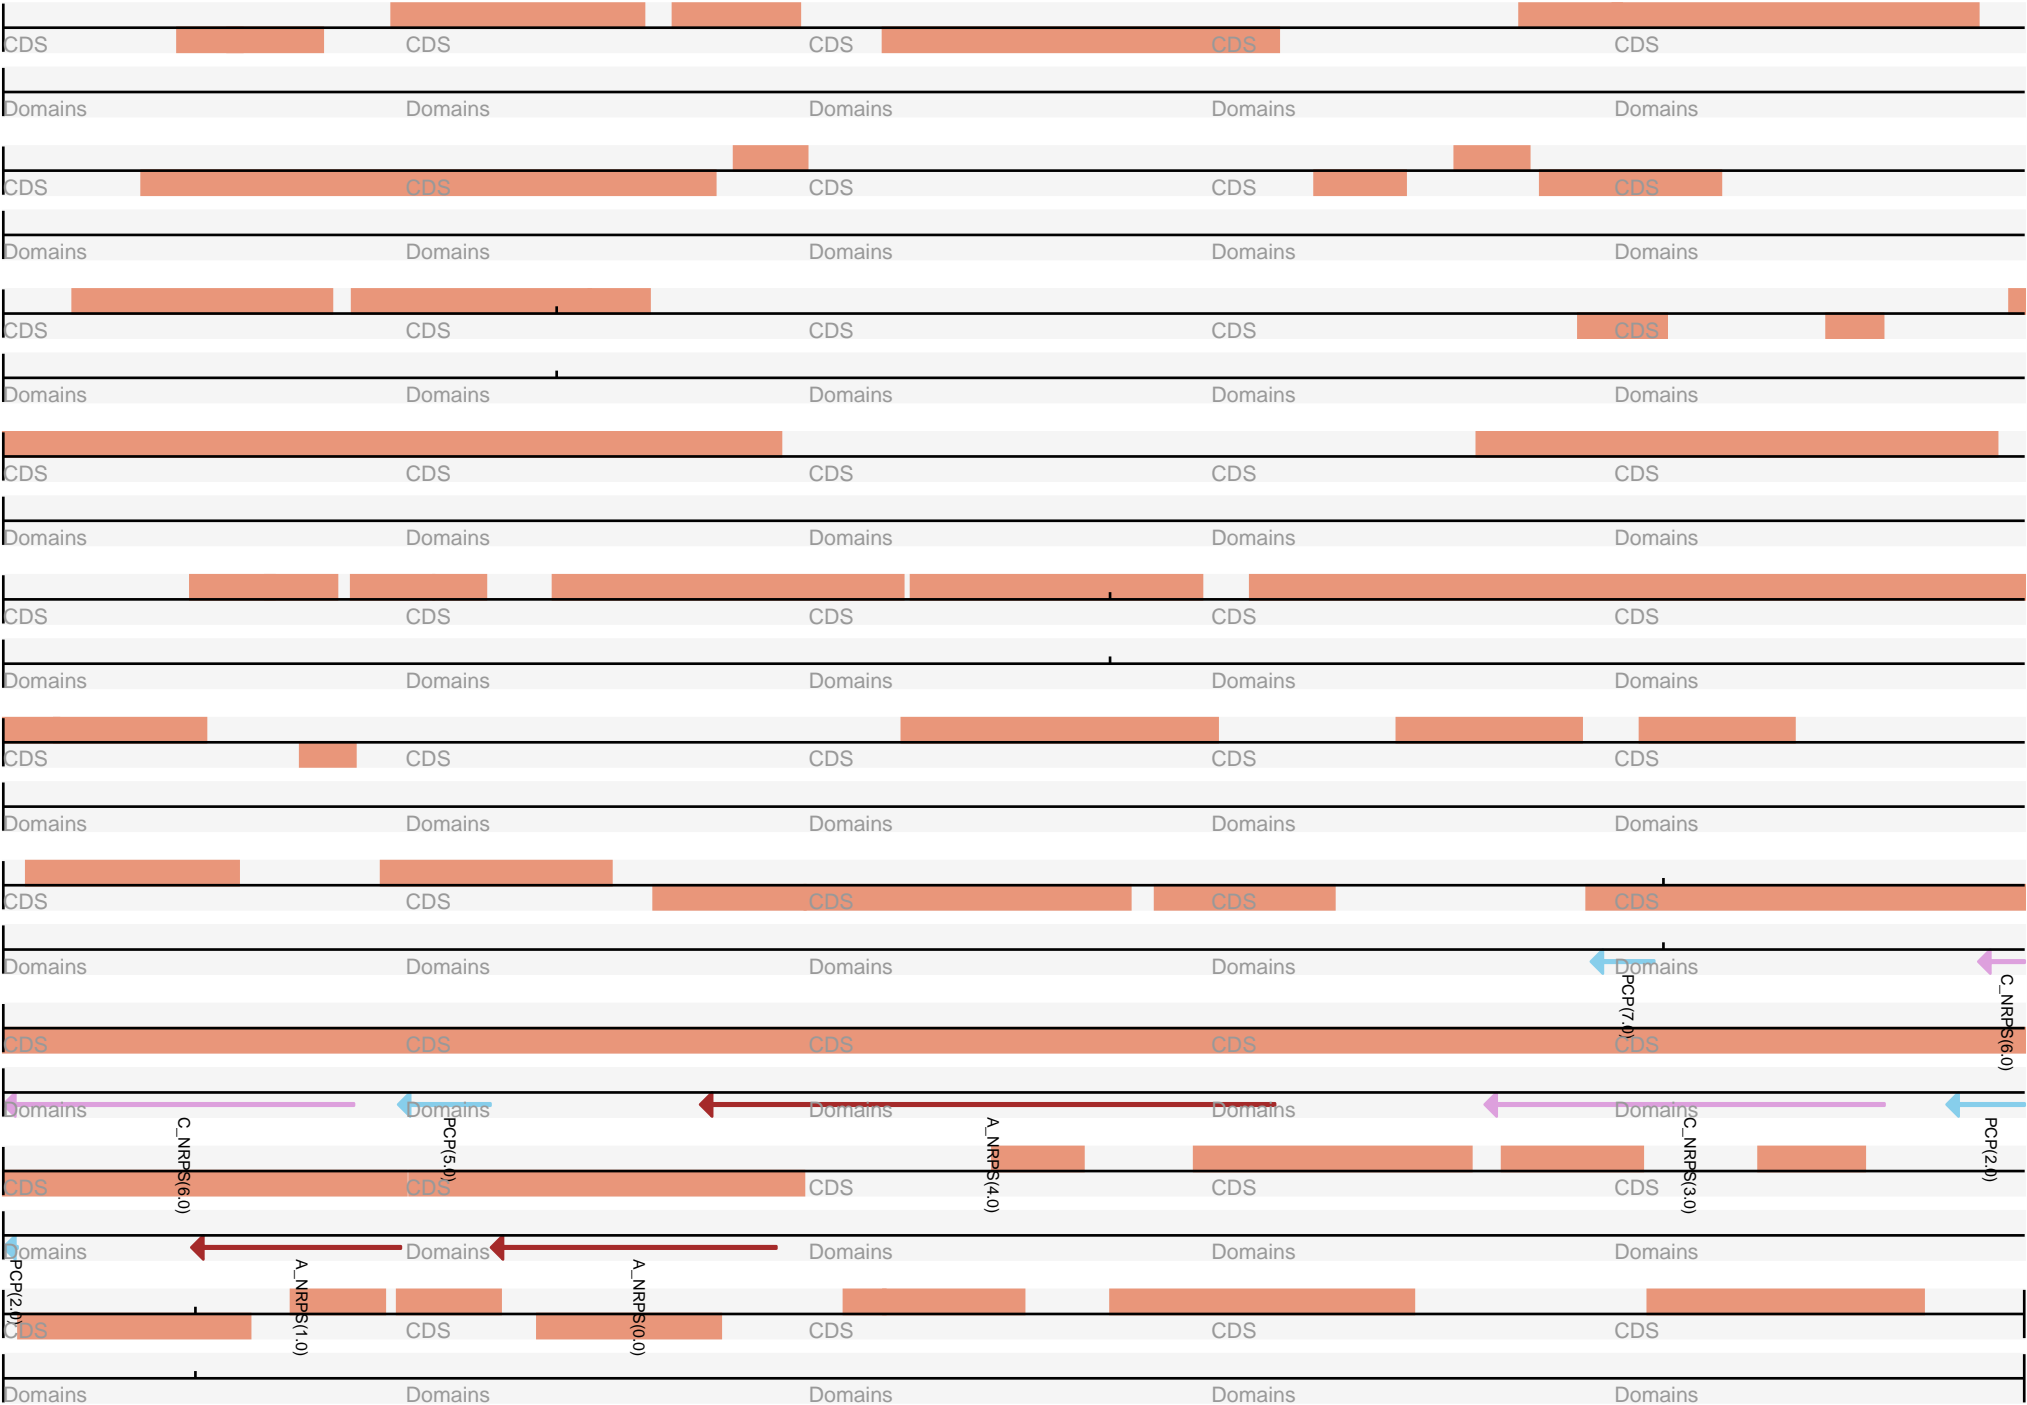 CDS CDS CDS CDS CDS
Domains Domains Domains Domains Domains
CDS CDS CDS CDS CDS
Domains Domains Domains Domains Domains
CDS CDS CDS CDS CDS
Domains Domains Domains Domains Domains
CDS CDS CDS CDS CDS
Domains Domains Domains Domains Domains
CDS CDS CDS CDS CDS
Domains Domains Domains Domains Domains
CDS CDS CDS CDS CDS
Domains Domains Domains Domains Domains
CDS CDS CDS CDS CDS
Domains Domains Domains Domains Domains
PCP(7.0) C_NRPS(6.0)
CDS CDS CDS CDS CDS
Domains Domains Domains Domains Domains
C_NRPS(6.0) PCP(5.0) A_NRPS(4.0) C_NRPS(3.0) PCP(2.0)
CDS CDS CDS CDS CDS
Domains Domains Domains Domains Domains
PCP(2.0) A_NRPS(1.0) A_NRPS(0.0)
CDS CDS CDS CDS CDS
Domains Domains Domains Domains Domains